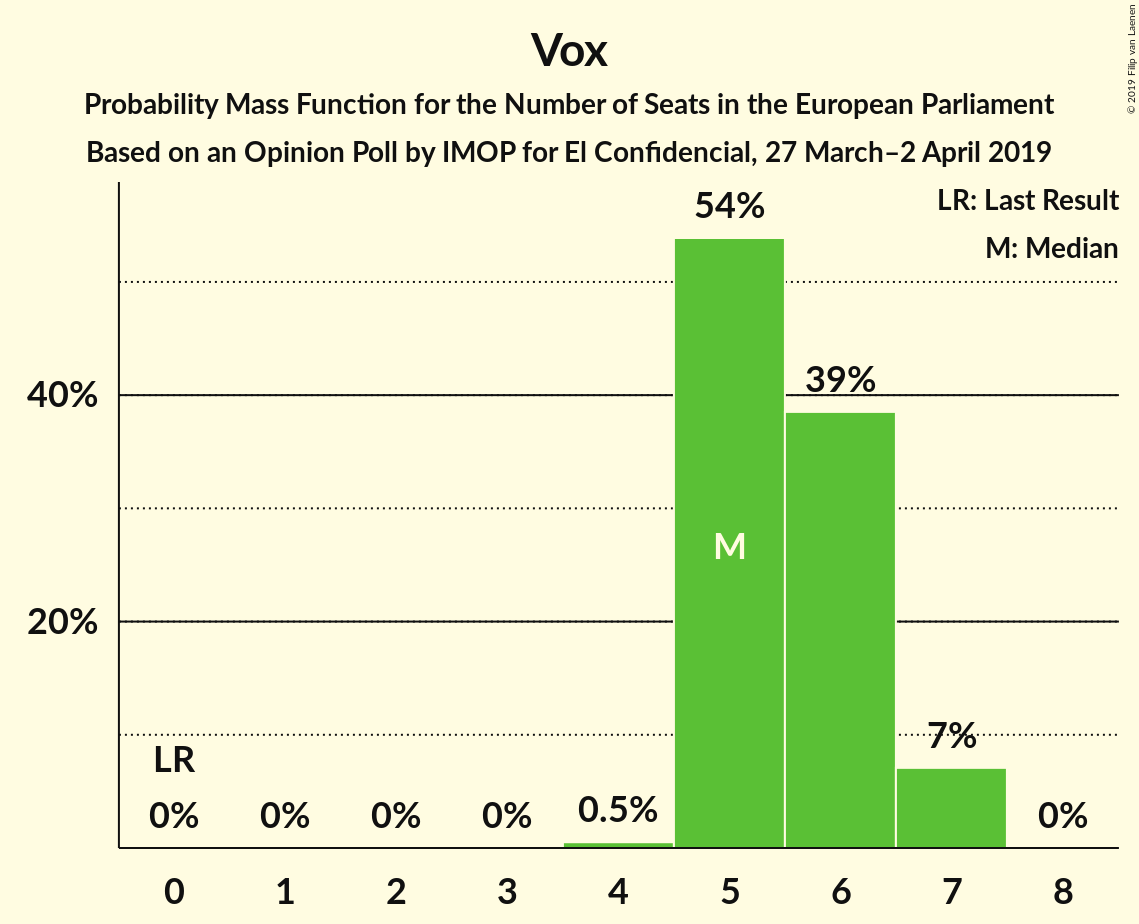 Vox
Probability Mass Function for the Number of Seats in the European Parliament
Based on an Opinion Poll by IMOP for El Confidencial, 27 March–2 April 2019
© 2019 Filip van Laenen
LR: Last Result
M: Median
54%
40%
39%
M
20%
7%
LR
0% 0% 0% 0% 0.5% 0%
0 1 2 3 4 5 6 7 8